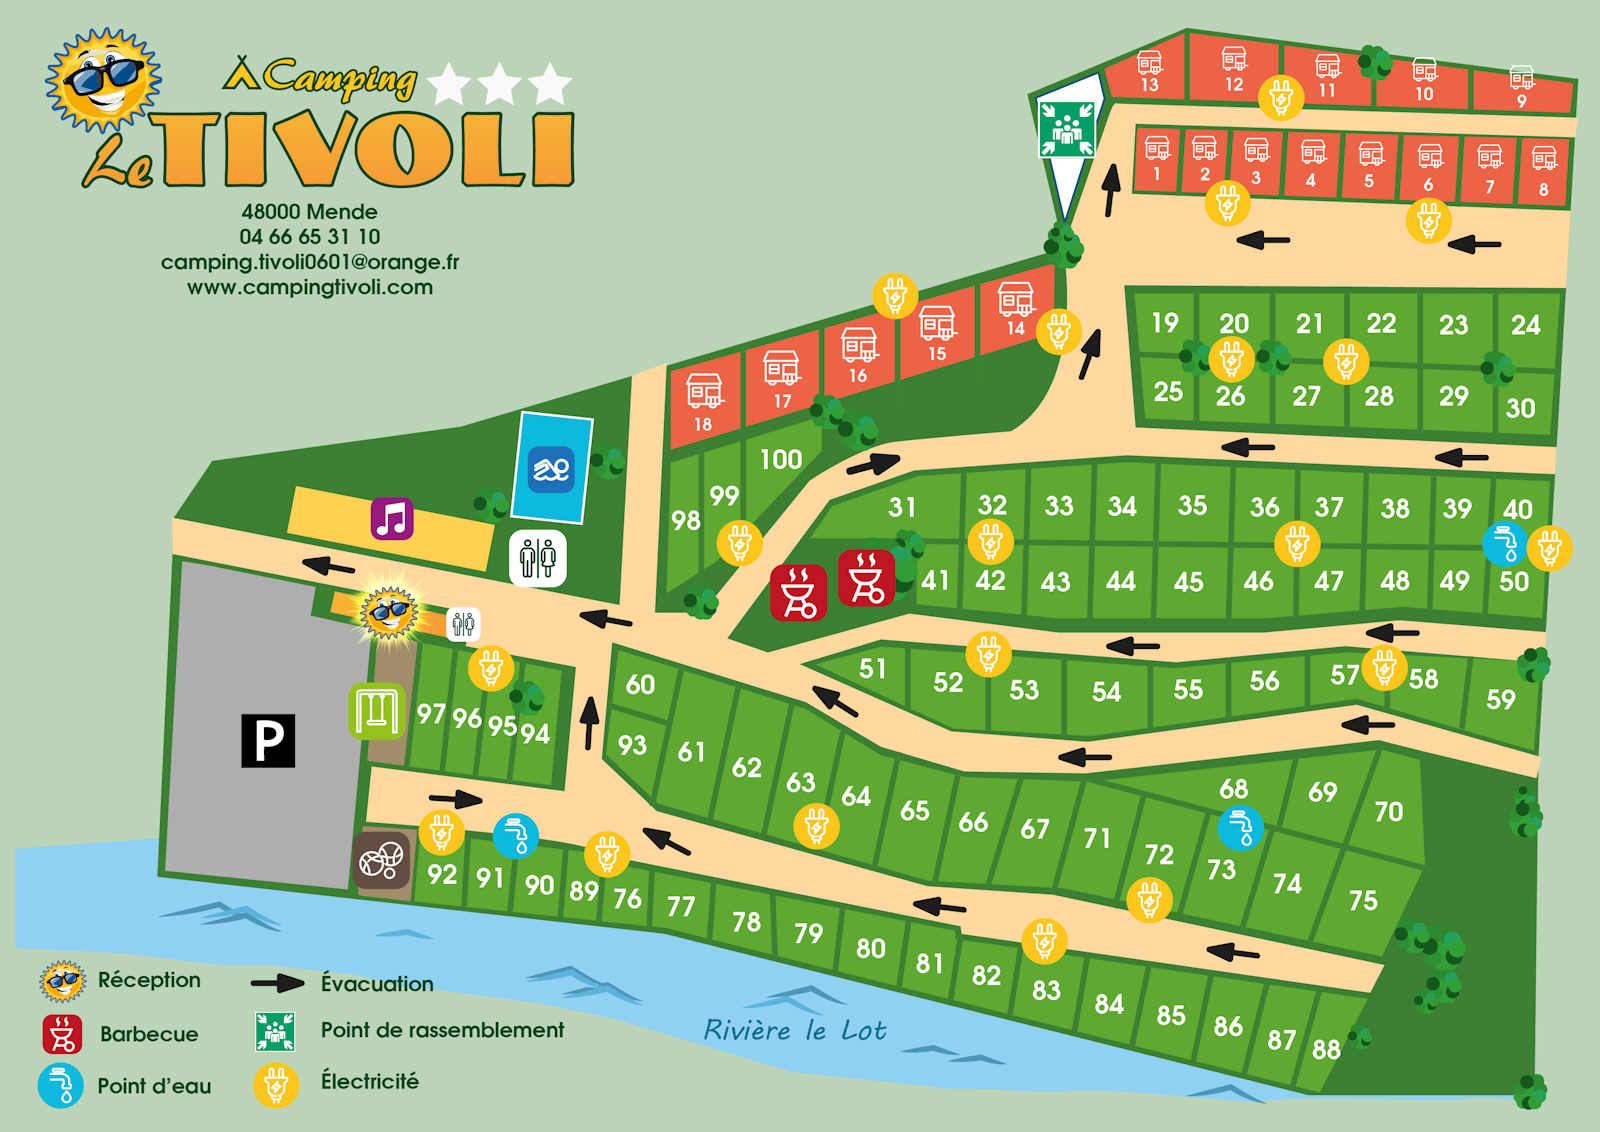 Camping
Le TIVOLI
48000 Mende
04 66 65 31 10
camping.tivoli0601@orange.fr
www.campingtivoli.com
13 12 11 10 9
1 2 3 4 5 6 7 8
19 20 21 22 23 24
25 26 27 28 29 30
18 17 16 15 14
98 99 100
31 32 33 34 35 36 37 38 39 40
41 42 43 44 45 46 47 48 49 50
51 52 53 54 55 56 57 58 59
97 96 95 94
60
93 61 62 63 64 65 66 67 68 69 70
71 72 73 74 75
P
92 91 90 89 76 77 78 79 80 81 82 83 84 85 86 87 88
Rivière le Lot
Réception
Évacuation
Barbecue
Point de rassemblement
Point d'eau
Électricité